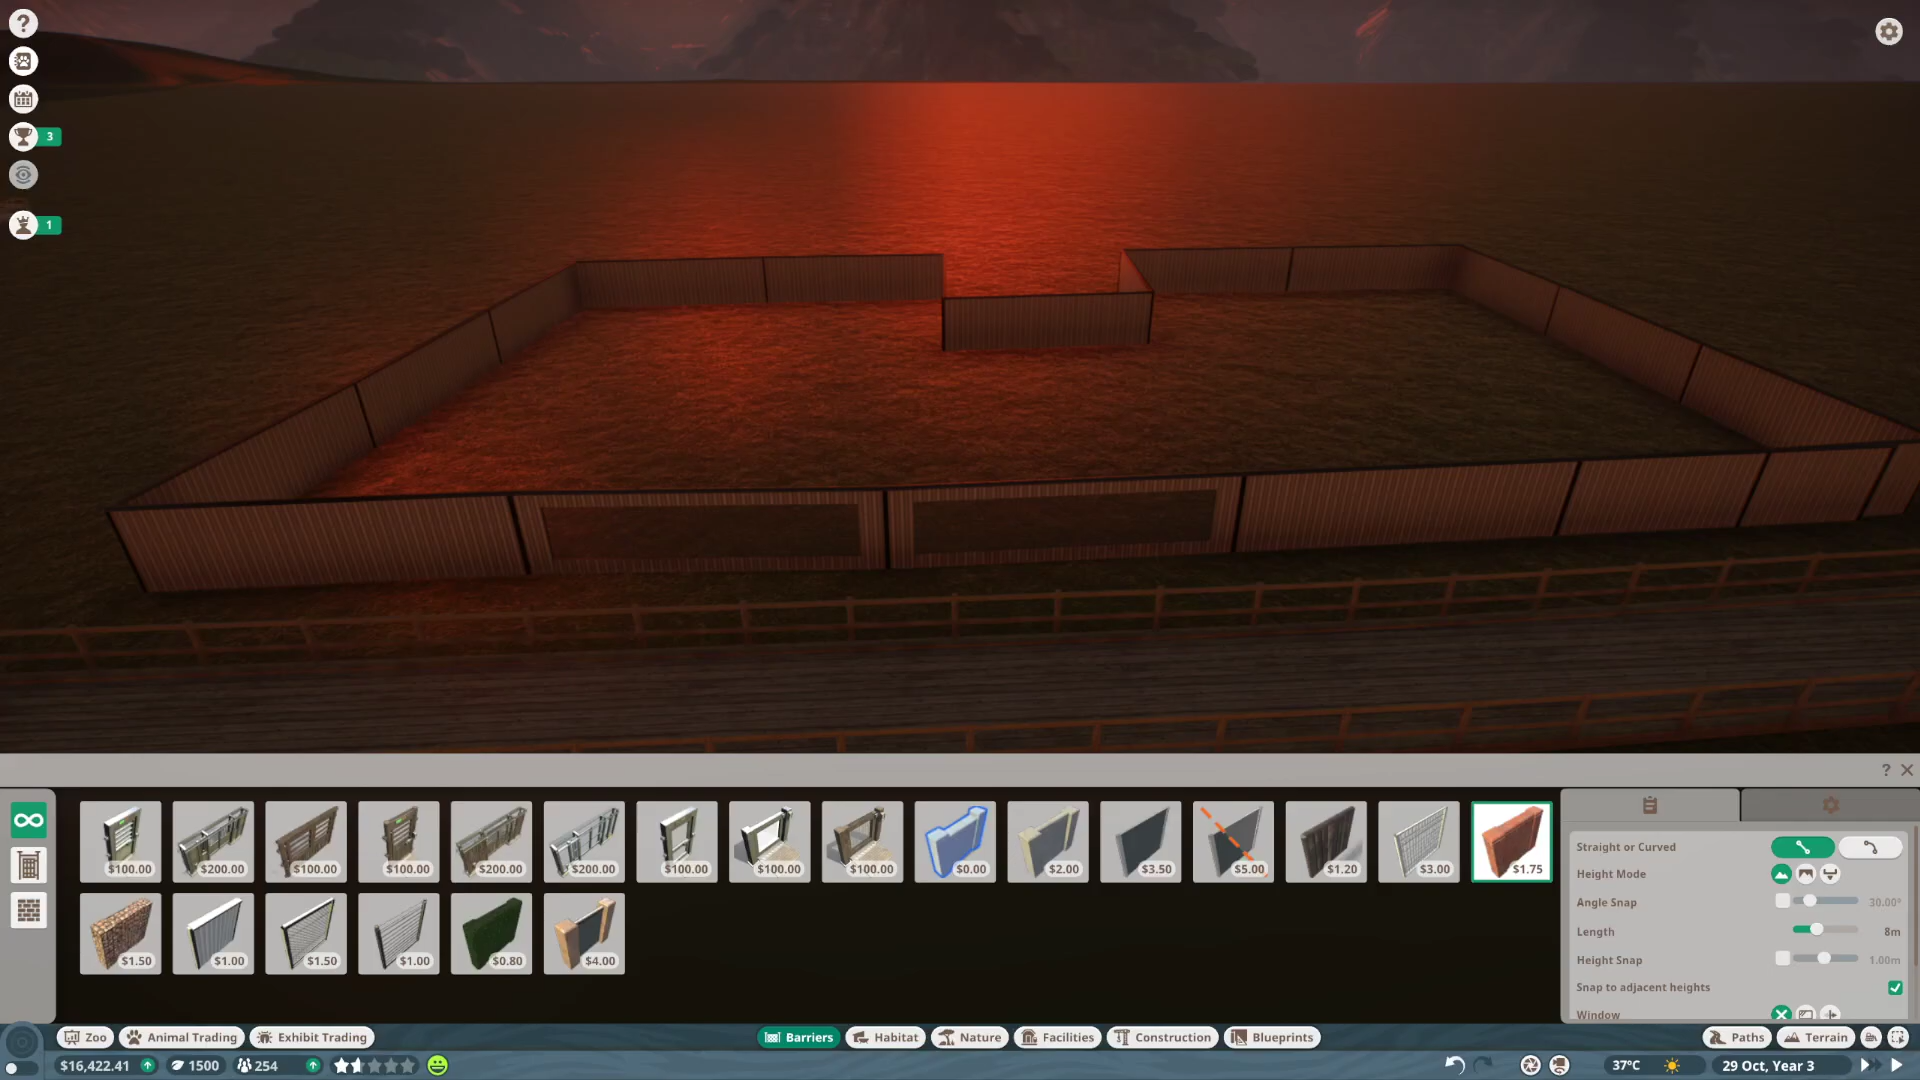 ?
3
1
?
$100.00 $200.00 $100.00 $100.00 $200.00 $200.00 $100.00 $100.00 $100.00 $0.00 $2.00 $3.50 $5.00 $1.20 $3.00 $1.75
$1.50 $1.00 $1.50 $1.00 $0.80 $4.00
Straight or Curved
Height Mode
Angle Snap 30.00°
Length 8m
Height Snap 1.00m
Snap to adjacent heights
Window
Zoo Animal Trading Exhibit Trading Barriers Habitat Nature Facilities Construction Blueprints Paths Terrain
$16,422.41 1500 254 37°C 29 Oct, Year 3